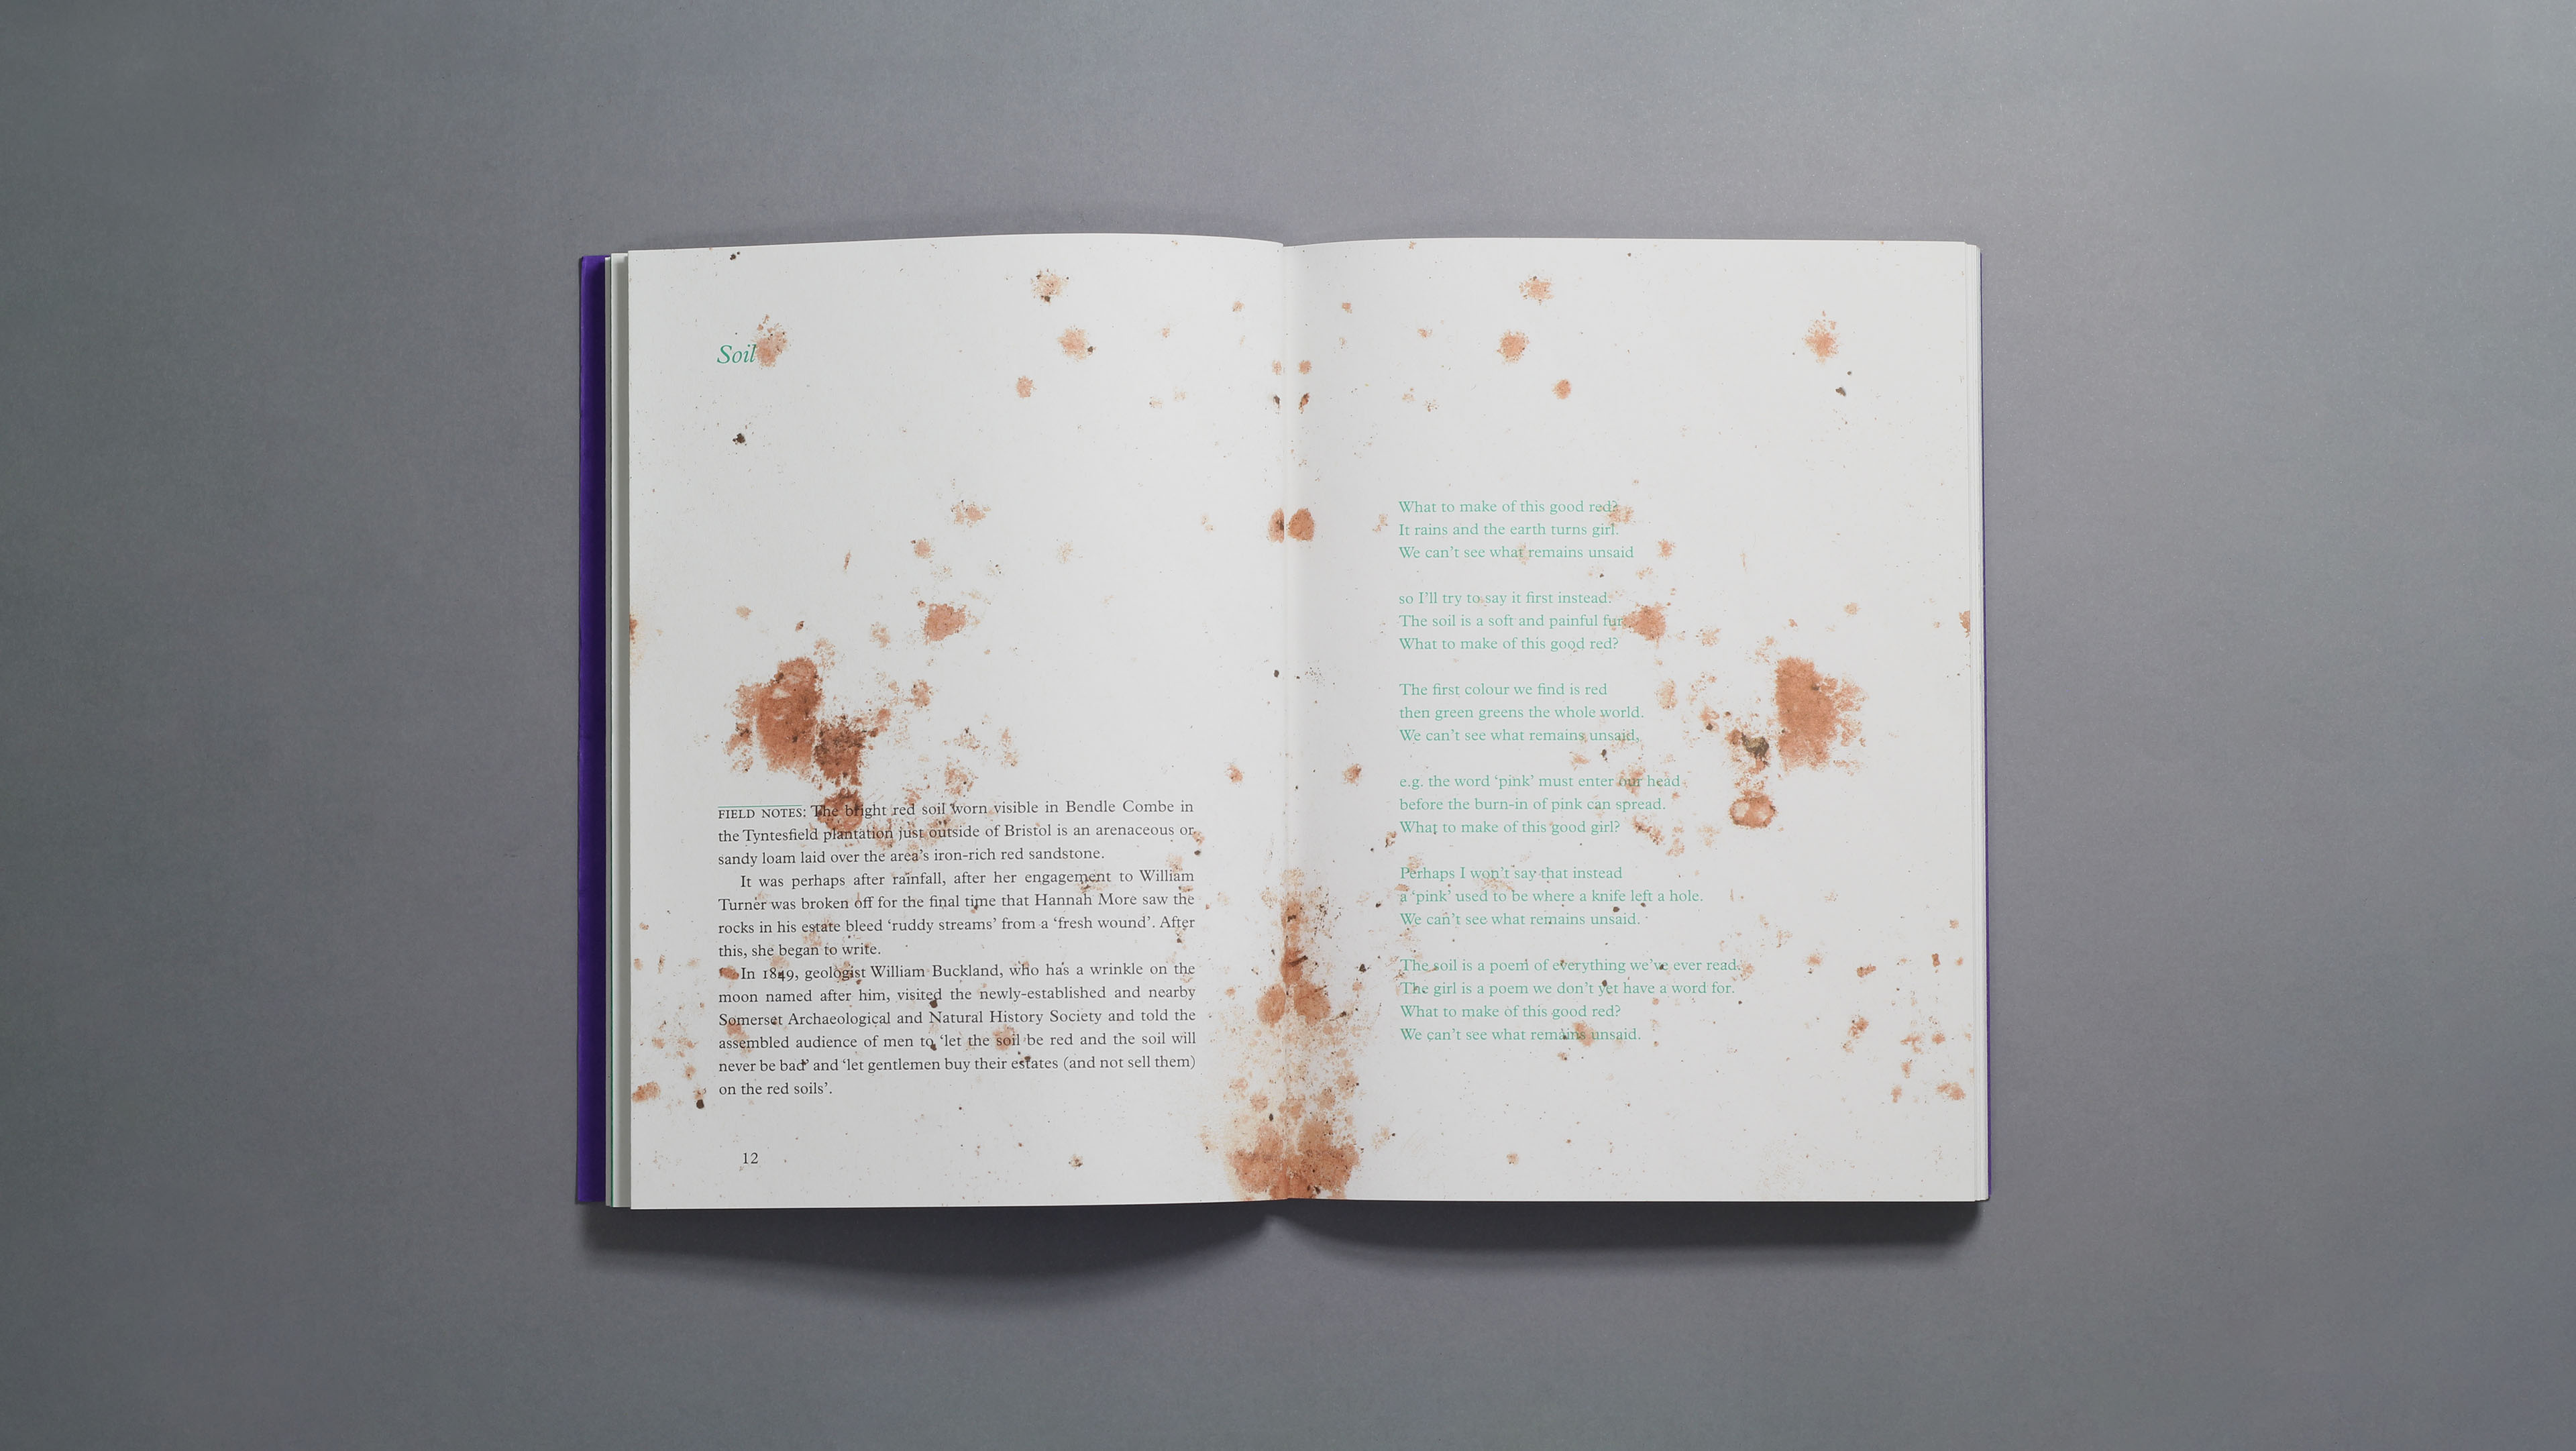 Soil
FIELD NOTES: The bright red soil worn visible in Bendle Combe in
the Tyntesfield plantation just outside of Bristol is an arenaceous or
sandy loam laid over the area’s iron-rich red sandstone.
It was perhaps after rainfall, after her engagement to William
Turner was broken off for the final time that Hannah More saw the
rocks in his estate bleed ‘ruddy streams’ from a ‘fresh wound’. After
this, she began to write.
In 1849, geologist William Buckland, who has a wrinkle on the
moon named after him, visited the newly-established and nearby
Somerset Archaeological and Natural History Society and told the
assembled audience of men to ‘let the soil be red and the soil will
never be bad’ and ‘let gentlemen buy their estates (and not sell them)
on the red soils’.
12
What to make of this good red?
It rains and the earth turns girl.
We can’t see what remains unsaid
so I’ll try to say it first instead.
The soil is a soft and painful fur.
What to make of this good red?
The first colour we find is red
then green greens the whole world.
We can’t see what remains unsaid,
e.g. the word ‘pink’ must enter our head
before the burn-in of pink can spread.
What to make of this good girl?
Perhaps I won’t say that instead
a ‘pink’ used to be where a knife left a hole.
We can’t see what remains unsaid.
The soil is a poem of everything we’ve ever read.
The girl is a poem we don’t yet have a word for.
What to make of this good red?
We can’t see what remains unsaid.